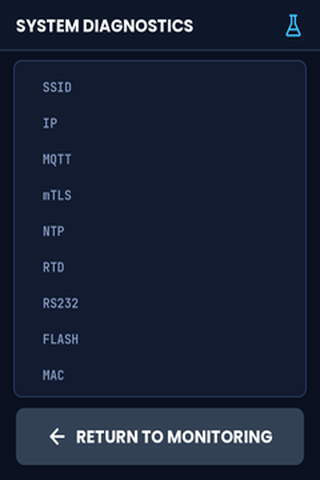 SYSTEM DIAGNOSTICS
SSID
IP
MQTT
mTLS
NTP
RTD
RS232
FLASH
MAC
RETURN TO MONITORING